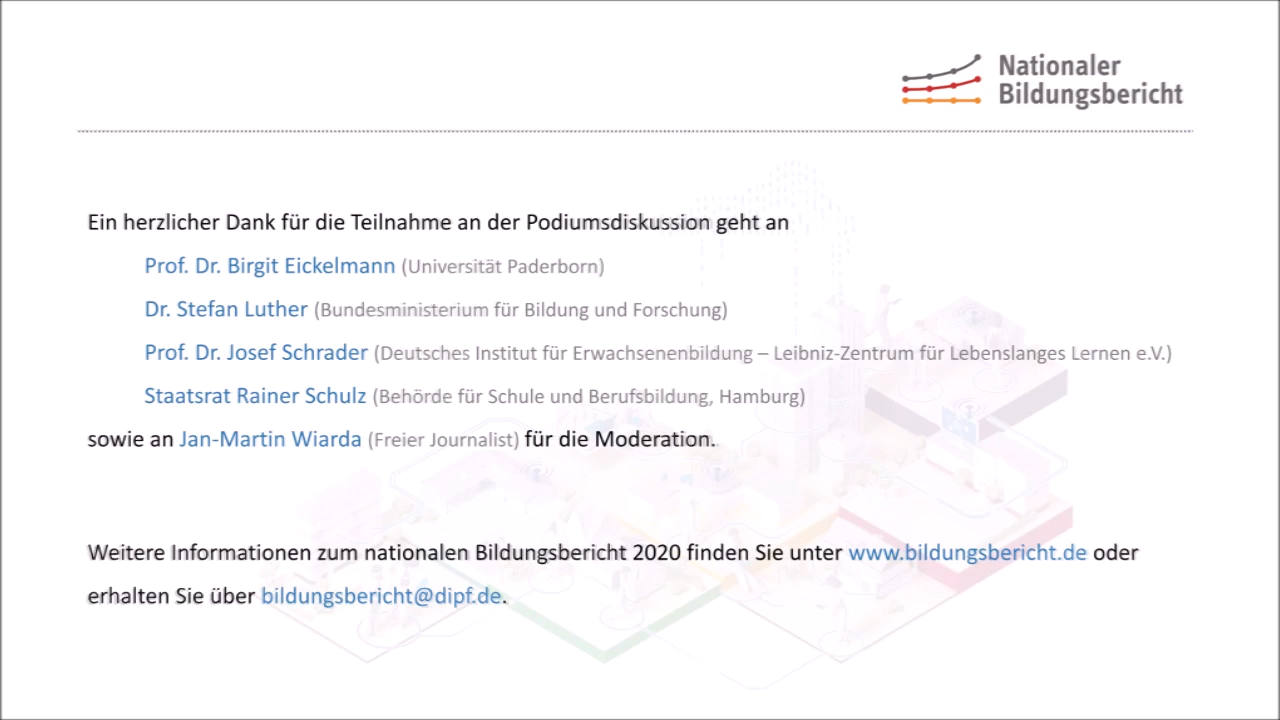 Nationaler
Bildungsbericht
Ein herzlicher Dank für die Teilnahme an der Podiumsdiskussion geht an
Prof. Dr. Birgit Eickelmann (Universität Paderborn)
Dr. Stefan Luther (Bundesministerium für Bildung und Forschung)
Prof. Dr. Josef Schrader (Deutsches Institut für Erwachsenenbildung – Leibniz-Zentrum für Lebenslanges Lernen e.V.)
Staatsrat Rainer Schulz (Behörde für Schule und Berufsbildung, Hamburg)
sowie an Jan-Martin Wiarda (Freier Journalist) für die Moderation.
Weitere Informationen zum nationalen Bildungsbericht 2020 finden Sie unter www.bildungsbericht.de oder
erhalten Sie über bildungsbericht@dipf.de.